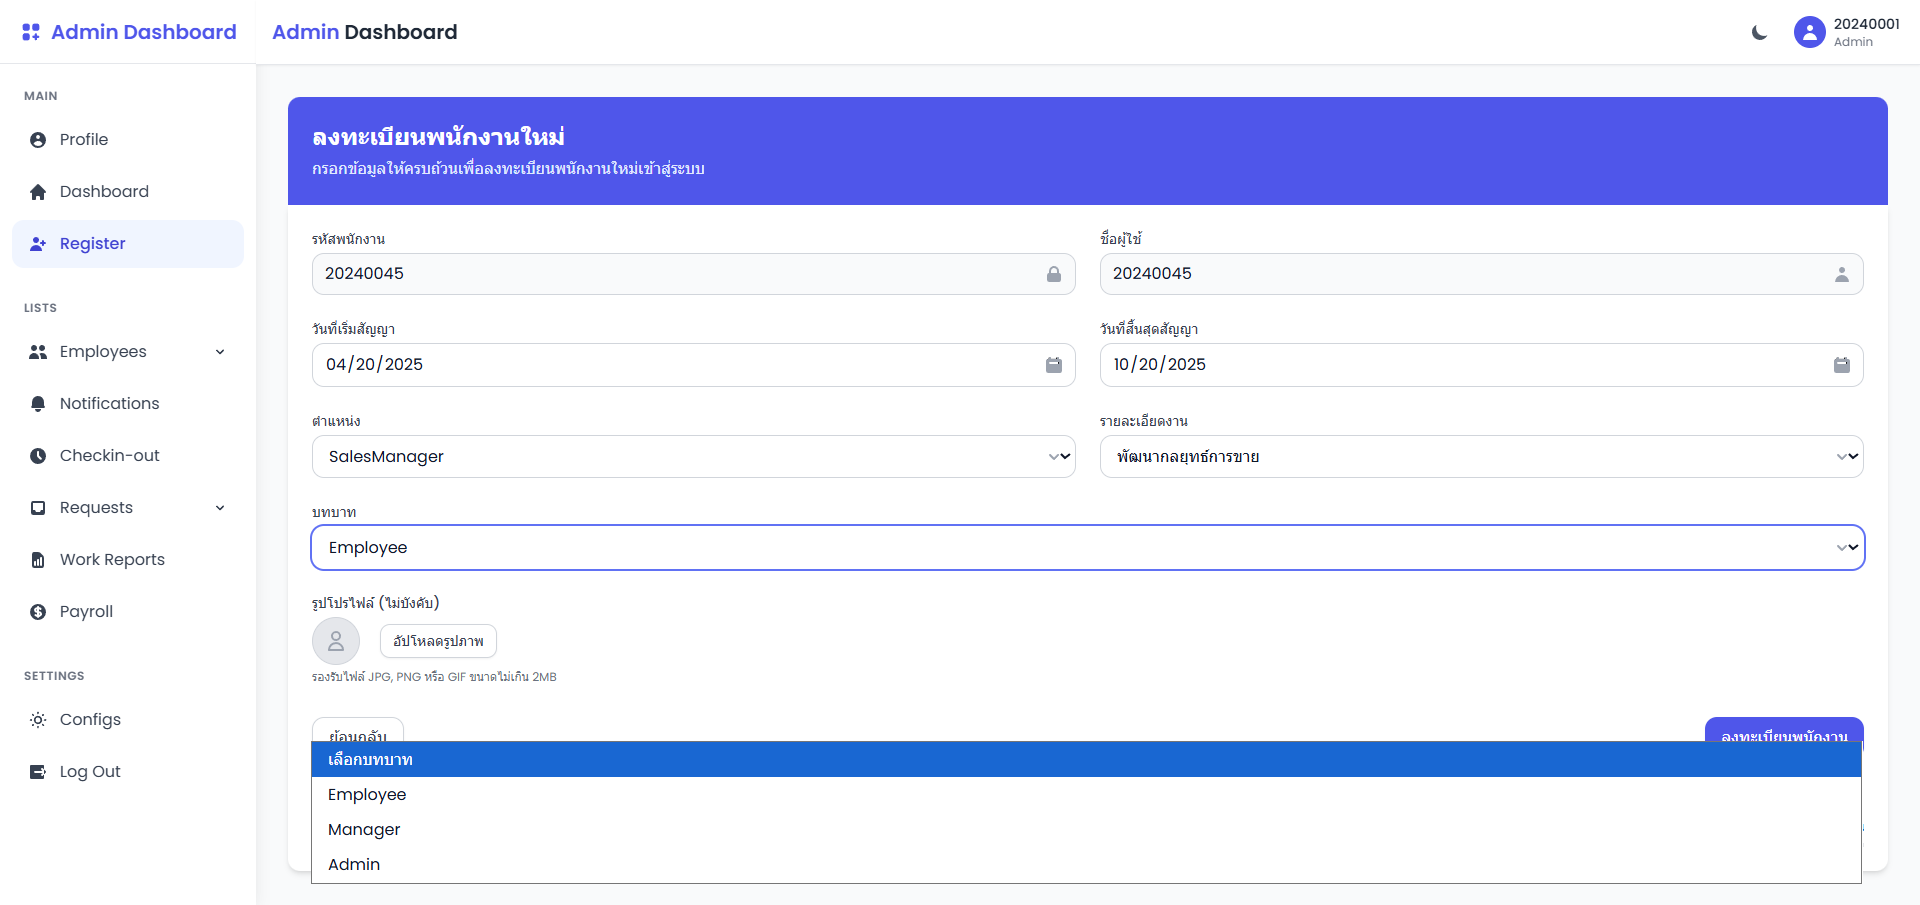 Admin Dashboard
Admin Dashboard
20240001
Admin
MAIN
Profile
Dashboard
Register
LISTS
Employees
Notifications
Checkin-out
Requests
Work Reports
Payroll
SETTINGS
Configs
Log Out
ลงทะเบียนพนักงานใหม่
กรอกข้อมูลให้ครบถ้วนเพื่อลงทะเบียนพนักงานใหม่เข้าสู่ระบบ
รหัสพนักงาน
ชื่อผู้ใช้
20240045
20240045
วันที่เริ่มสัญญา
วันที่สิ้นสุดสัญญา
04/20/2025
10/20/2025
ตำแหน่ง
รายละเอียดงาน
SalesManager
พัฒนากลยุทธ์การขาย
บทบาท
Employee
รูปโปรไฟล์ (ไม่บังคับ)
อัปโหลดรูปภาพ
รองรับไฟล์ JPG, PNG หรือ GIF ขนาดไม่เกิน 2MB
ย้อนกลับ
ลงทะเบียนพนักงาน
เลือกบทบาท
Employee
Manager
Admin